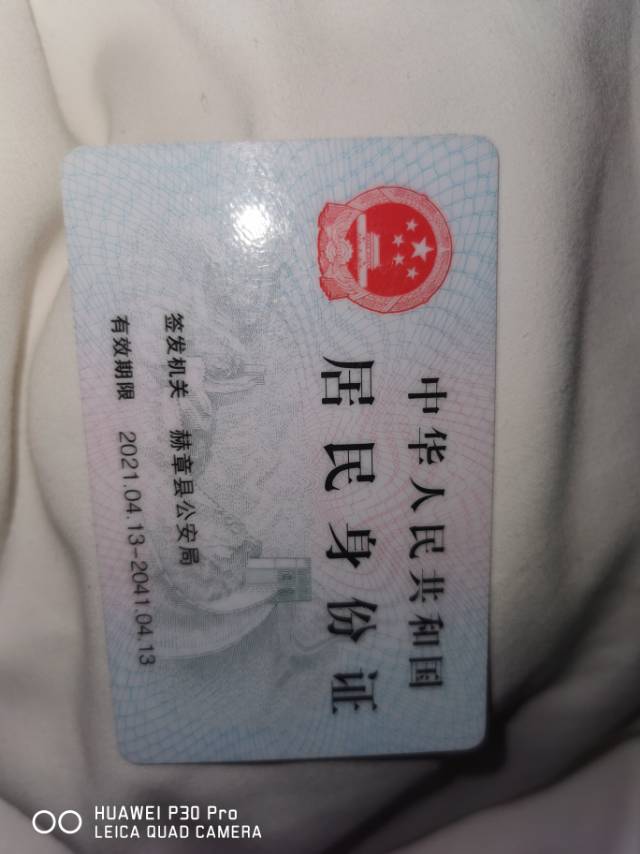 中华人民共和国
居民身份证
签发机关 赫章县公安局
有效期限 2021.04.13-2041.04.13
HUAWEI P30 Pro
LEICA QUAD CAMERA